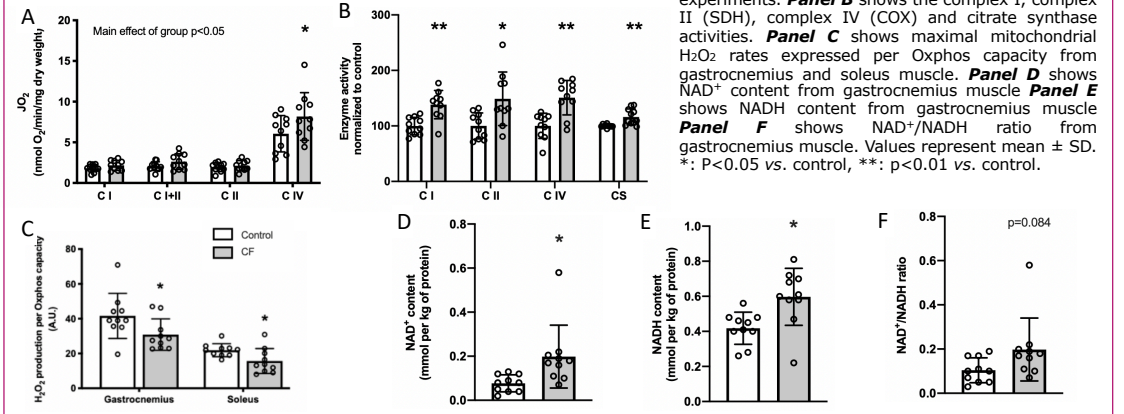 experiments. Panel B shows the complex I, complex
II (SDH), complex IV (COX) and citrate synthase
activities. Panel C shows maximal mitochondrial
H₂O₂ rates expressed per Oxphos capacity from
gastrocnemius and soleus muscle. Panel D shows
NAD⁺ content from gastrocnemius muscle Panel E
shows NADH content from gastrocnemius muscle
Panel F shows NAD⁺/NADH ratio from
gastrocnemius muscle. Values represent mean ± SD.
*: P<0.05 vs. control, **: p<0.01 vs. control.
A
Main effect of group p<0.05
*
JO₂
(nmol O₂/min/mg dry weight)
20
15
10
5
0
C I
C I+II
C II
C IV
B
Enzyme activity
normalized to control
300
200
100
0
**
*
**
**
C I
C II
C IV
CS
C
Control
CF
H₂O₂ production per Oxphos capacity
(A.U.)
80
60
40
20
0
*
*
Gastrocnemius
Soleus
D
NAD⁺ content
(mmol per kg of protein)
0.8
0.6
0.4
0.2
0.0
*
E
NADH content
(mmol per kg of protein)
1.0
0.8
0.6
0.4
0.2
0.0
*
F
p=0.084
NAD⁺/NADH ratio
0.8
0.6
0.4
0.2
0.0